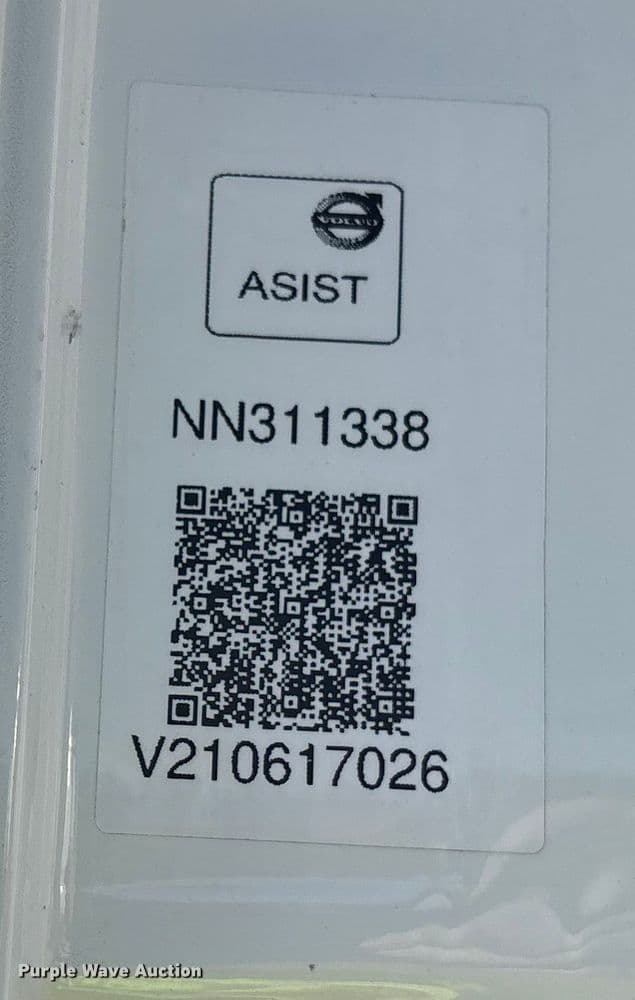 VOLVO
ASIST
NN311338
V210617026
Purple Wave Auction